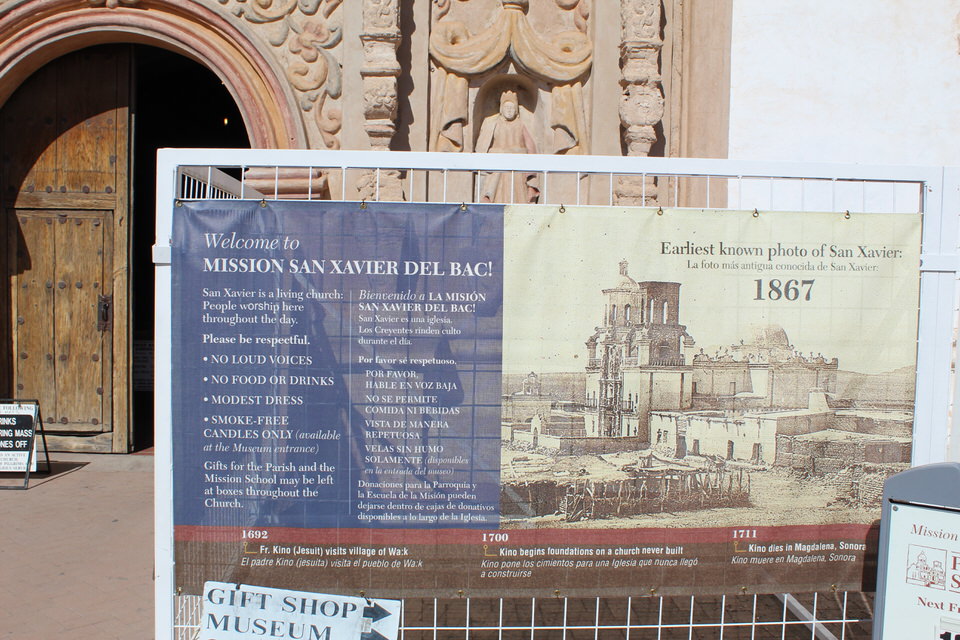 Welcome to
MISSION SAN XAVIER DEL BAC!
San Xavier is a living church:
People worship here
throughout the day.
Please be respectful.
• NO LOUD VOICES
• NO FOOD OR DRINKS
• MODEST DRESS
• SMOKE-FREE
CANDLES ONLY (available
at the Museum entrance)
Gifts for the Parish and the
Mission School may be left
at boxes throughout the
Church.
Bienvenido a LA MISIÓN
SAN XAVIER DEL BAC!
San Xavier es una iglesia.
Los Creyentes rinden culto
durante el día.
Por favor sé respetuoso.
POR FAVOR,
HABLE EN VOZ BAJA
NO SE PERMITE
COMIDA NI BEBIDAS
VISTA DE MANERA
REPETUOSA
VELAS SIN HUMO
SOLAMENTE (disponibles
en la entrada del museo)
Donaciones para la Parroquia y
la Escuela de la Misión pueden
dejarse dentro de cajas de donativos
disponibles a lo largo de la Iglesia.
Earliest known photo of San Xavier:
La foto más antigua conocida de San Xavier:
1867
1692
Fr. Kino (Jesuit) visits village of Wa:k
El padre Kino (jesuita) visita el pueblo de Wa:k
1700
Kino begins foundations on a church never built
Kino pone los cimientos para una Iglesia que nunca llegó
a construirse
1711
Kino dies in Magdalena, Sonora
Kino muere en Magdalena, Sonora
GIFT SHOP
MUSEUM
FOLLOWING
RING MASS
ONES OFF
Mission
Next